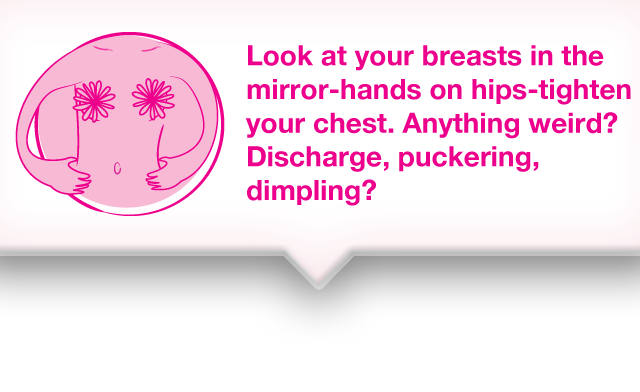 Look at your breasts in the
mirror-hands on hips-tighten
your chest. Anything weird?
Discharge, puckering,
dimpling?